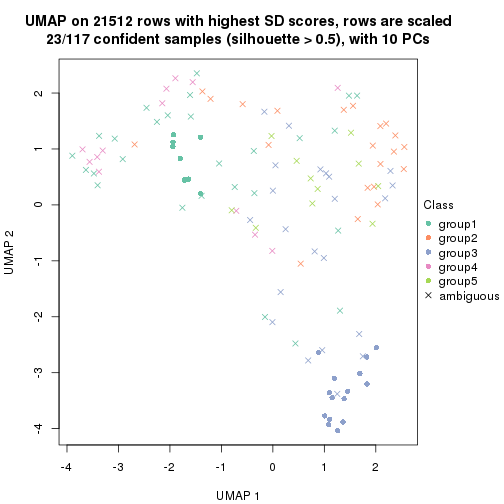 UMAP on 21512 rows with highest SD scores, rows are scaled
23/117 confident samples (silhouette > 0.5), with 10 PCs
2
1
0
-1
-2
-3
-4
UMAP 2
-4 -3 -2 -1 0 1 2
UMAP 1
Class
group1
group2
group3
group4
group5
ambiguous